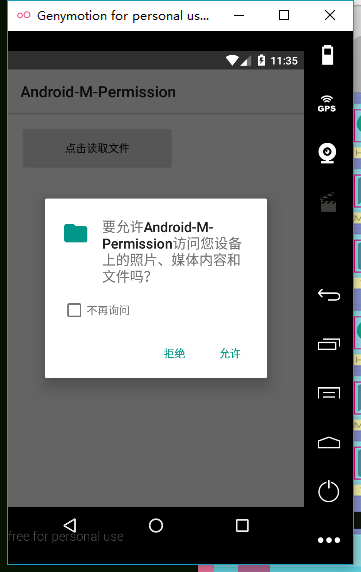 Genymotion for personal us...
11:35
GPS
Android-M-Permission
点击读取文件
要允许Android-M-
Permission访问您设备
上的照片、媒体内容和
文件吗？
不再询问
拒绝 允许
free for personal use